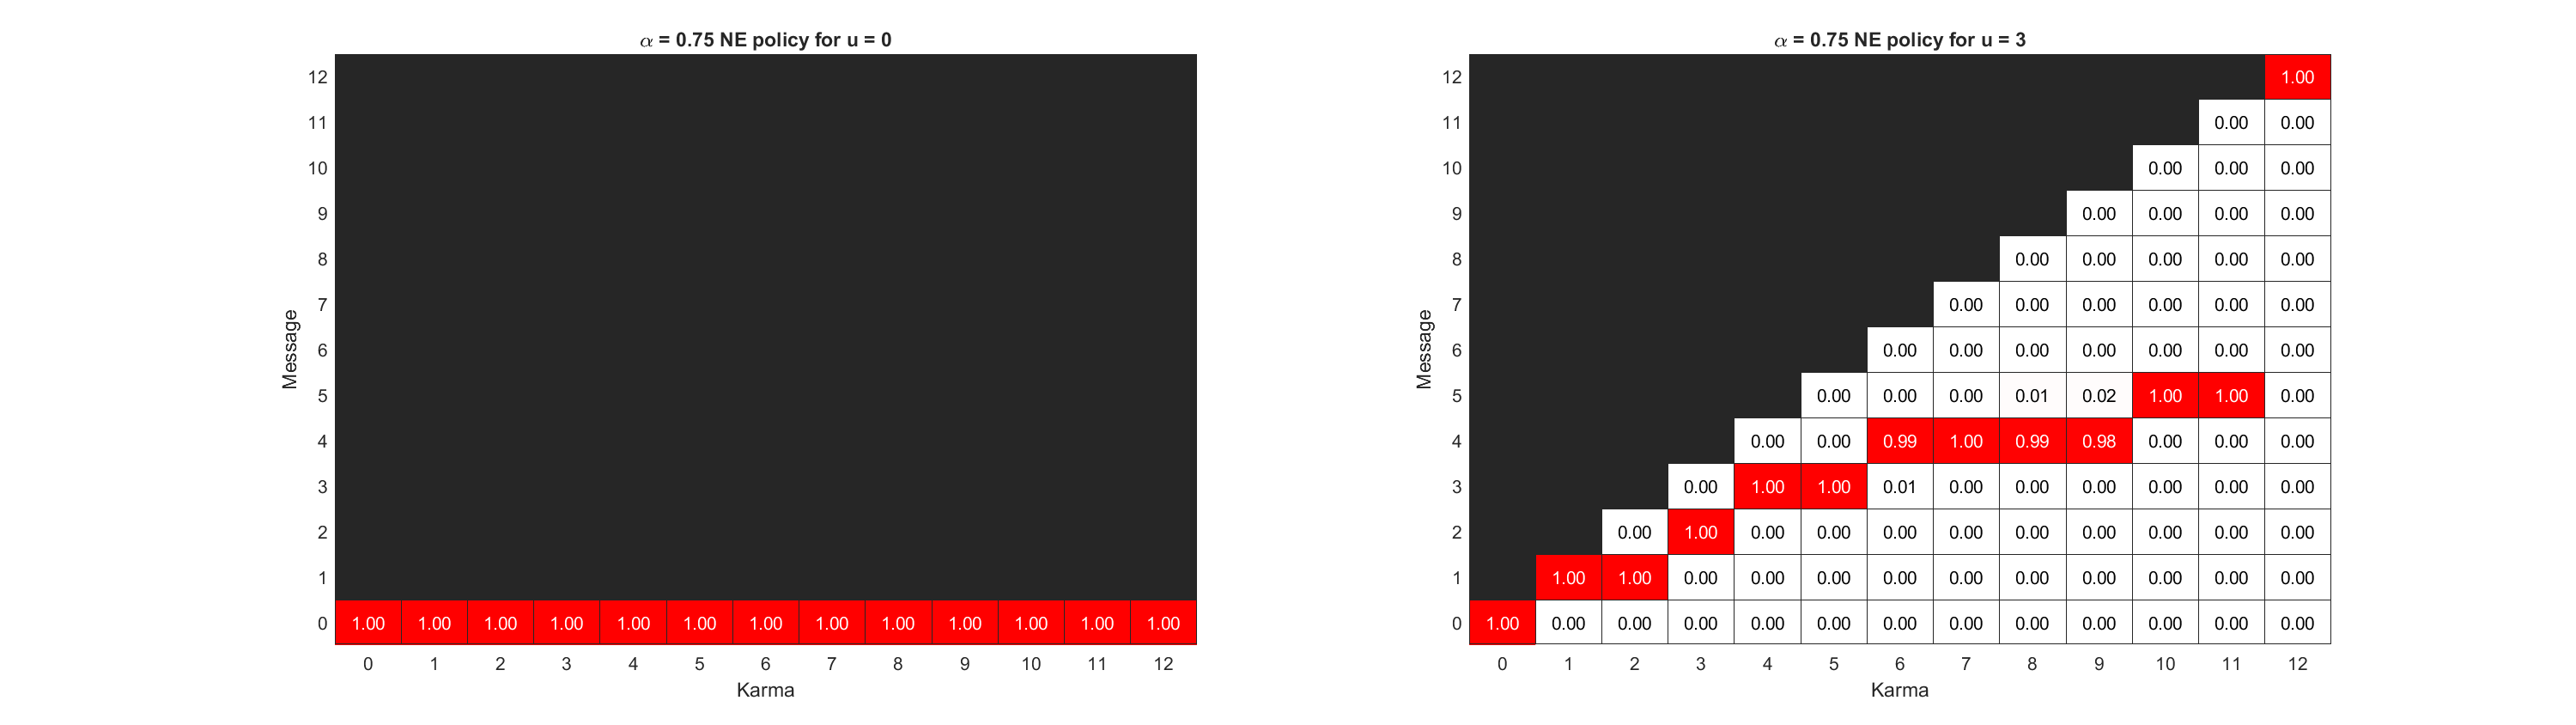 α = 0.75 NE policy for u = 0
12
11
10
9
8
7
6
5
4
3
2
1
0 1.00 1.00 1.00 1.00 1.00 1.00 1.00 1.00 1.00 1.00 1.00 1.00 1.00
0 1 2 3 4 5 6 7 8 9 10 11 12
Karma
Message
α = 0.75 NE policy for u = 3
12 1.00
11 0.00 0.00
10 0.00 0.00 0.00
9 0.00 0.00 0.00 0.00
8 0.00 0.00 0.00 0.00 0.00
7 0.00 0.00 0.00 0.00 0.00 0.00
6 0.00 0.00 0.00 0.00 0.00 0.00 0.00
5 0.00 0.00 0.00 0.01 0.02 1.00 1.00 0.00
4 0.00 0.00 0.99 1.00 0.99 0.98 0.00 0.00 0.00
3 0.00 1.00 1.00 0.01 0.00 0.00 0.00 0.00 0.00 0.00
2 0.00 1.00 0.00 0.00 0.00 0.00 0.00 0.00 0.00 0.00 0.00
1 1.00 1.00 0.00 0.00 0.00 0.00 0.00 0.00 0.00 0.00 0.00 0.00
0 1.00 0.00 0.00 0.00 0.00 0.00 0.00 0.00 0.00 0.00 0.00 0.00 0.00
0 1 2 3 4 5 6 7 8 9 10 11 12
Karma
Message